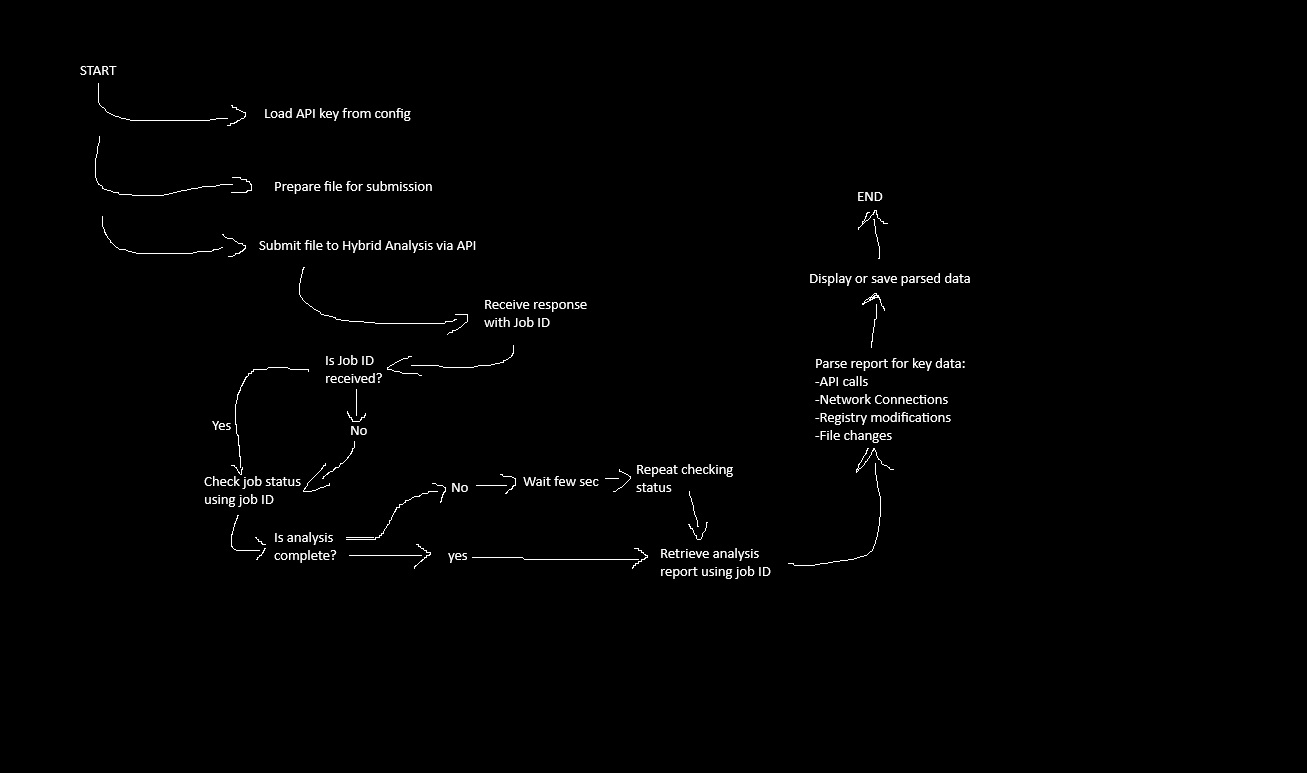 START
Load API key from config
Prepare file for submission
Submit file to Hybrid Analysis via API
Receive response
with Job ID
Is Job ID
received?
Yes
No
Check job status
using job ID
Is analysis
complete?
No
Wait few sec
Repeat checking
status
yes
Retrieve analysis
report using job ID
Parse report for key data:
-API calls
-Network Connections
-Registry modifications
-File changes
Display or save parsed data
END